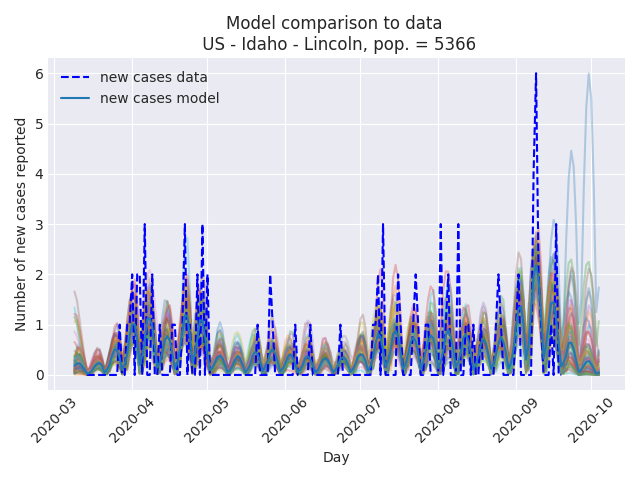 Model comparison to data
US - Idaho - Lincoln, pop. = 5366
new cases data
new cases model
Number of new cases reported
6
5
4
3
2
1
0
2020-03
2020-04
2020-05
2020-06
2020-07
2020-08
2020-09
2020-10
Day